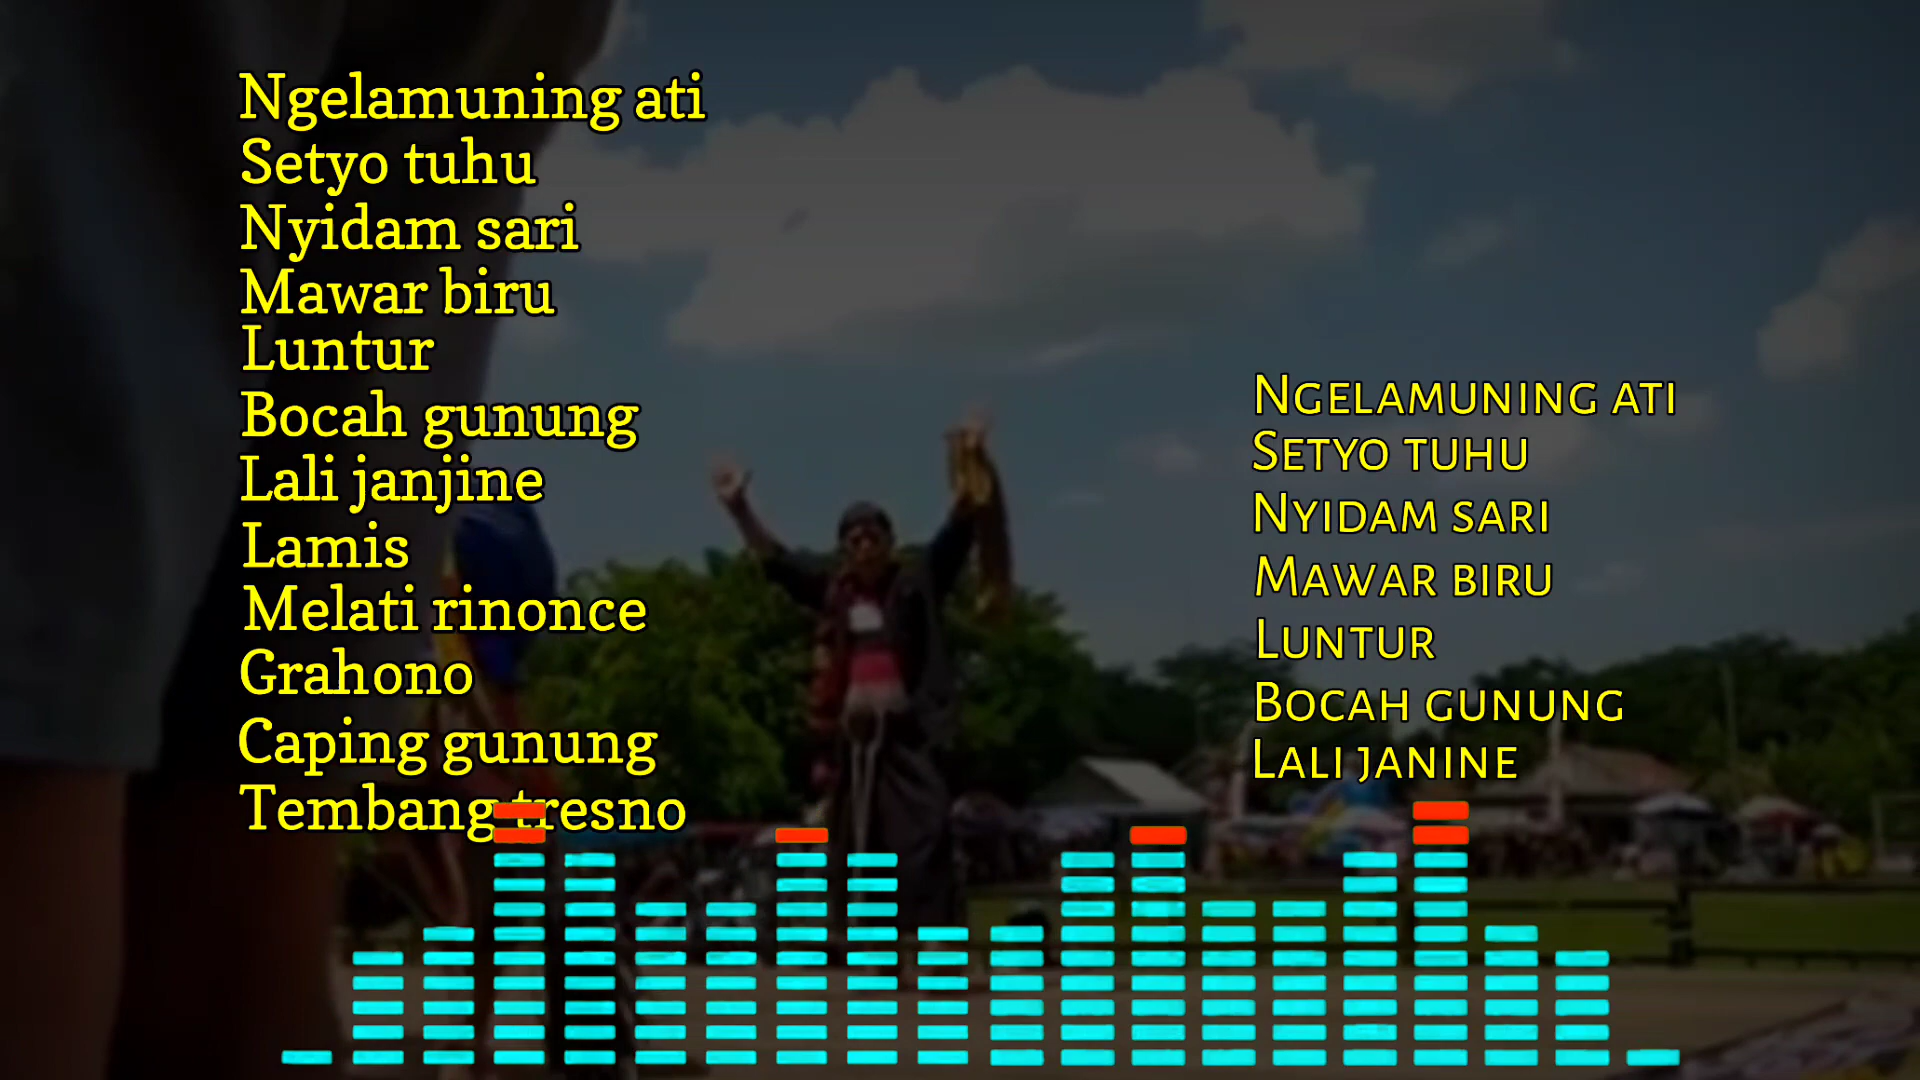 Ngelamuning ati
Setyo tuhu
Nyidam sari
Mawar biru
Luntur
Bocah gunung
Lali janjine
Lamis
Melati rinonce
Grahono
Caping gunung
Tembang tresno
Ngelamuning ati
Setyo tuhu
Nyidam sari
Mawar biru
Luntur
Bocah gunung
Lali janine